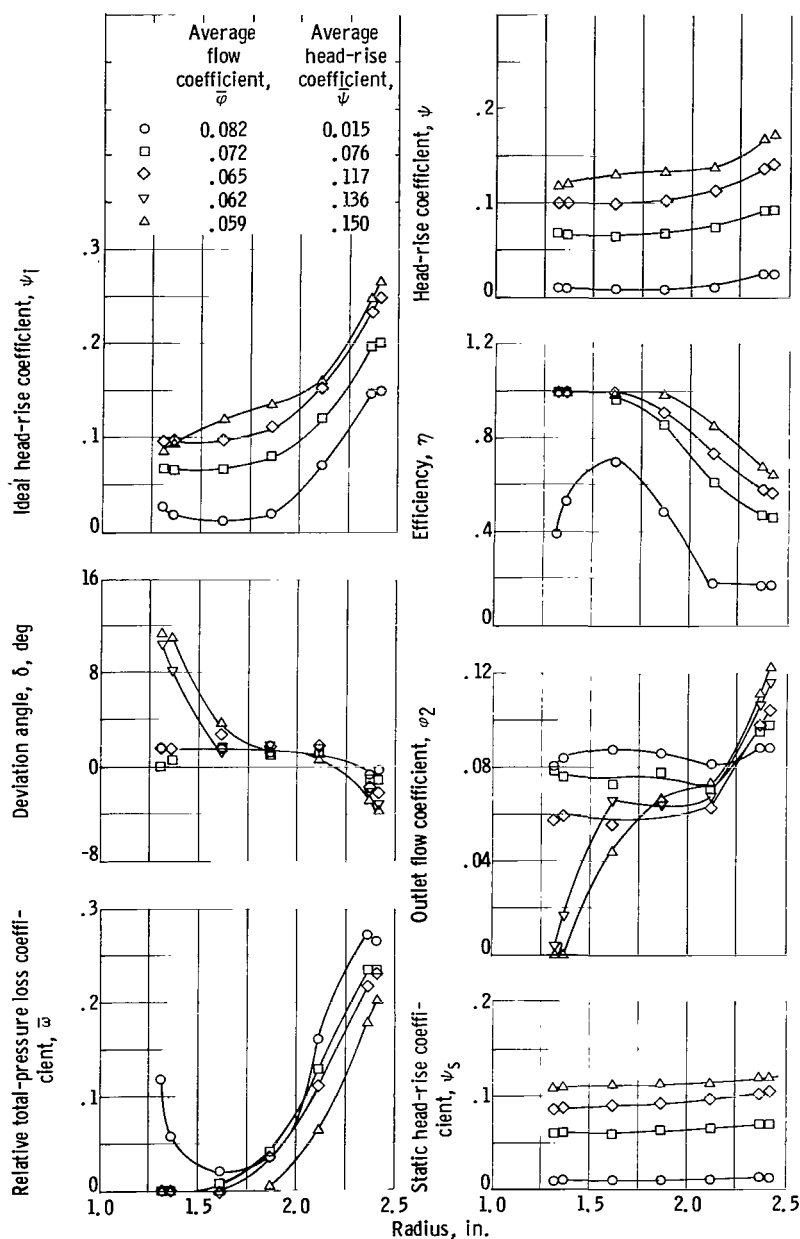 Average
flow
coefficient,
φ̄
Average
head-rise
coefficient,
ψ̄
0.082 0.015
.072 .076
.065 .117
.062 .136
.059 .150
Ideal head-rise coefficient, ψi
.3
.2
.1
0
Head-rise coefficient, ψ
.2
.1
0
Efficiency, η
1.2
.8
.4
0
Deviation angle, δ, deg
16
8
0
-8
Outlet flow coefficient, φ2
.12
.08
.04
0
Relative total-pressure loss coeffi-
cient, ω̄
.3
.2
.1
0
1.0 1.5 2.0 2.5
Static head-rise coeffi-
cient, ψs
.2
.1
0
1.0 1.5 2.0 2.5
Radius, in.